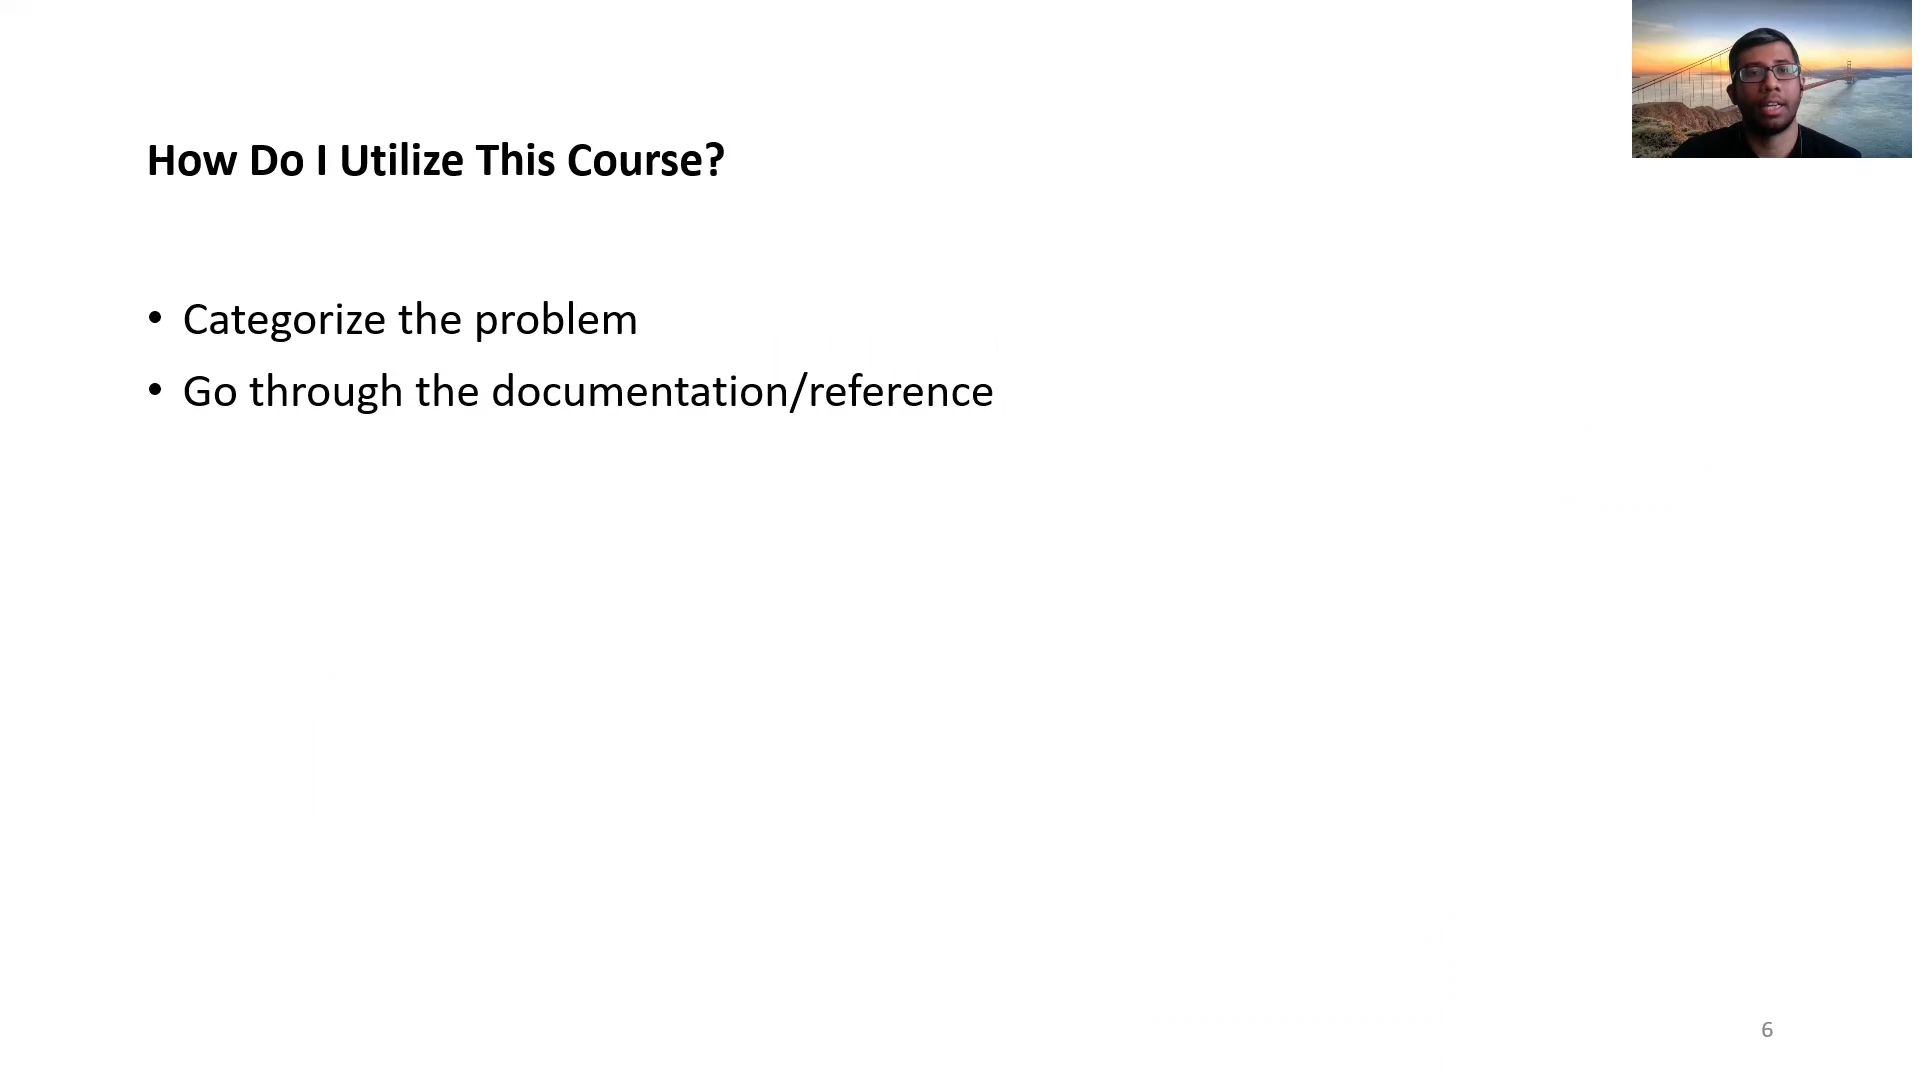 How Do I Utilize This Course?
• Categorize the problem
• Go through the documentation/reference
6